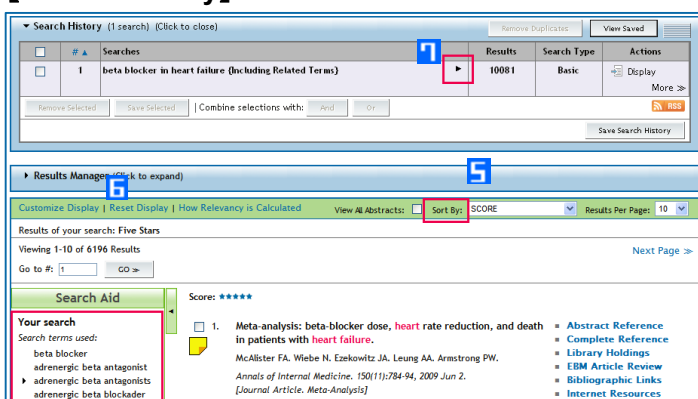 ▼ Search History (1 search) (Click to close) Remove Duplicates View Saved
# ▲ Searches Results Search Type Actions
7
1 beta blocker in heart failure {Including Related Terms} ► 10081 Basic Display
More ≫
Remove Selected Save Selected | Combine selections with: And Or RSS
Save Search History
► Results Manager (Click to expand)
5
6
Customize Display | Reset Display | How Relevancy is Calculated View All Abstracts: Sort By: SCORE Results Per Page: 10
Results of your search: Five Stars
Viewing 1-10 of 6196 Results Next Page ≫
Go to #: 1 GO ≫
Search Aid
Score: ★★★★★
Your search
Search terms used:
beta blocker
adrenergic beta antagonist
► adrenergic beta antagonists
adrenergic beta blockader
1. Meta-analysis: beta-blocker dose, heart rate reduction, and death
in patients with heart failure.
McAlister FA. Wiebe N. Ezekowitz JA. Leung AA. Armstrong PW.
Annals of Internal Medicine. 150(11):784-94, 2009 Jun 2.
[Journal Article. Meta-Analysis]
Abstract Reference
Complete Reference
Library Holdings
EBM Article Review
Bibliographic Links
Internet Resources